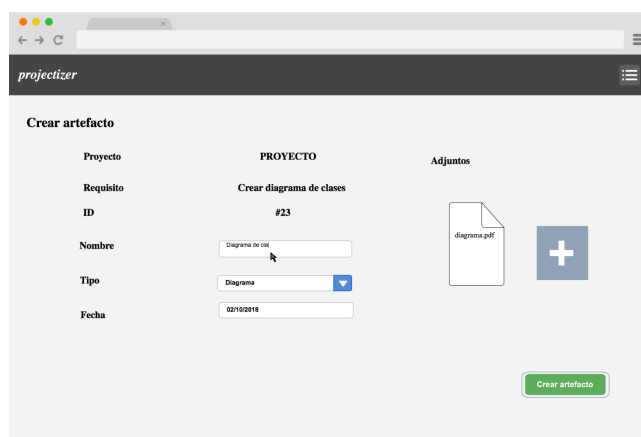 projectizer
Crear artefacto
Proyecto PROYECTO
Adjuntos
Requisito Crear diagrama de clases
ID #23
diagrama.pdf
Nombre Diagrama de cla
Tipo Diagrama
Fecha 02/10/2018
Crear artefacto